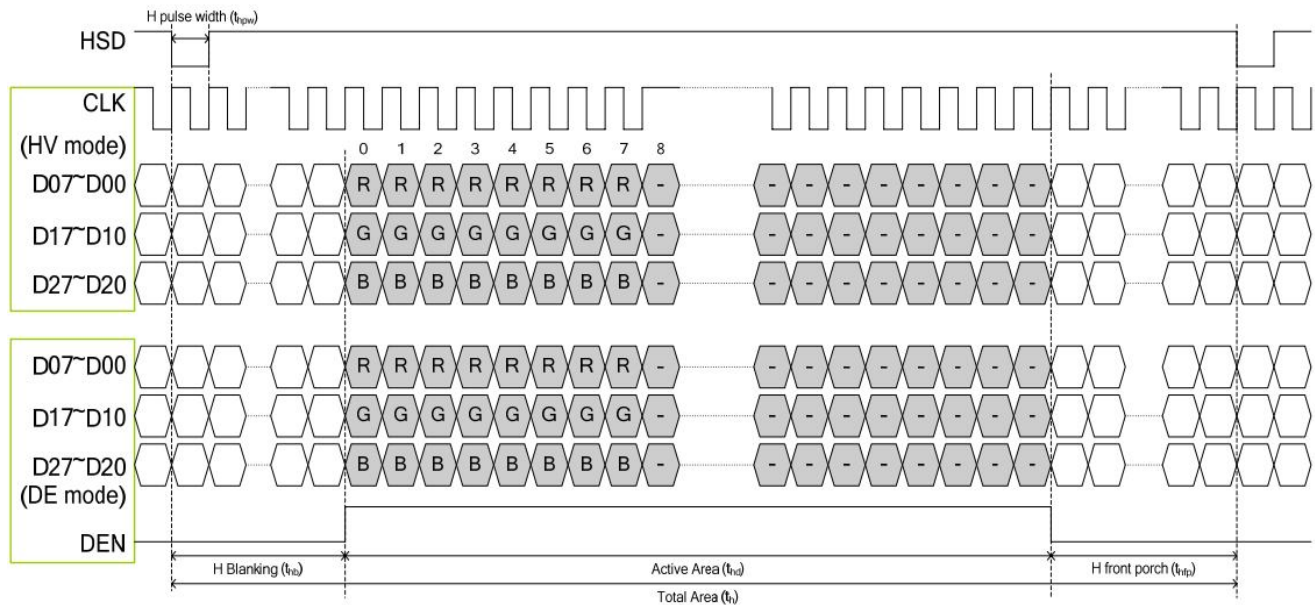 H pulse width (thpw)
HSD
CLK
(HV mode)
0 1 2 3 4 5 6 7 8
D07~D00 R R R R R R R R - - - - - - - - -
D17~D10 G G G G G G G G - - - - - - - - -
D27~D20 B B B B B B B B - - - - - - - - -
D07~D00 R R R R R R R R - - - - - - - - -
D17~D10 G G G G G G G G - - - - - - - - -
D27~D20 B B B B B B B B - - - - - - - - -
(DE mode)
DEN
H Blanking (thb) Active Area (thd) H front porch (thfp)
Total Area (th)